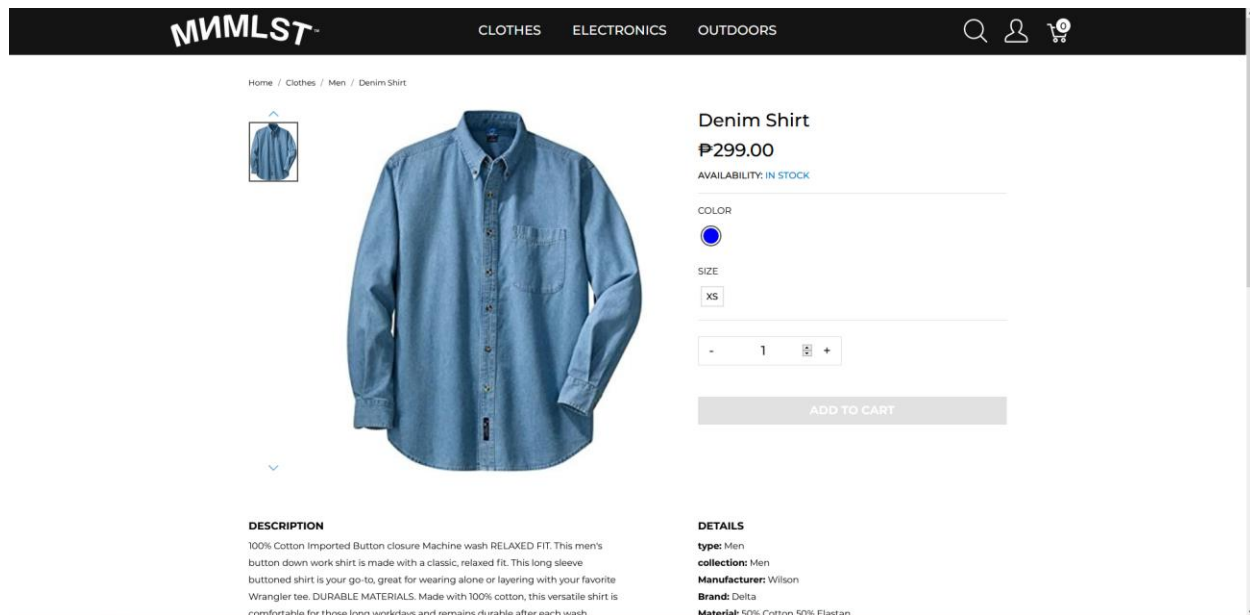 MИMLST
CLOTHES
ELECTRONICS
OUTDOORS
0
Home / Clothes / Men / Denim Shirt
Denim Shirt
₱299.00
AVAILABILITY: IN STOCK
COLOR
SIZE
XS
- 1 +
ADD TO CART
DESCRIPTION
100% Cotton Imported Button closure Machine wash RELAXED FIT. This men's
button down work shirt is made with a classic, relaxed fit. This long sleeve
buttoned shirt is your go-to, great for wearing alone or layering with your favorite
Wrangler tee. DURABLE MATERIALS. Made with 100% cotton, this versatile shirt is
comfortable for those long workdays and remains durable after each wash
DETAILS
type: Men
collection: Men
Manufacturer: Wilson
Brand: Delta
Material: 50% Cotton 50% Elastan